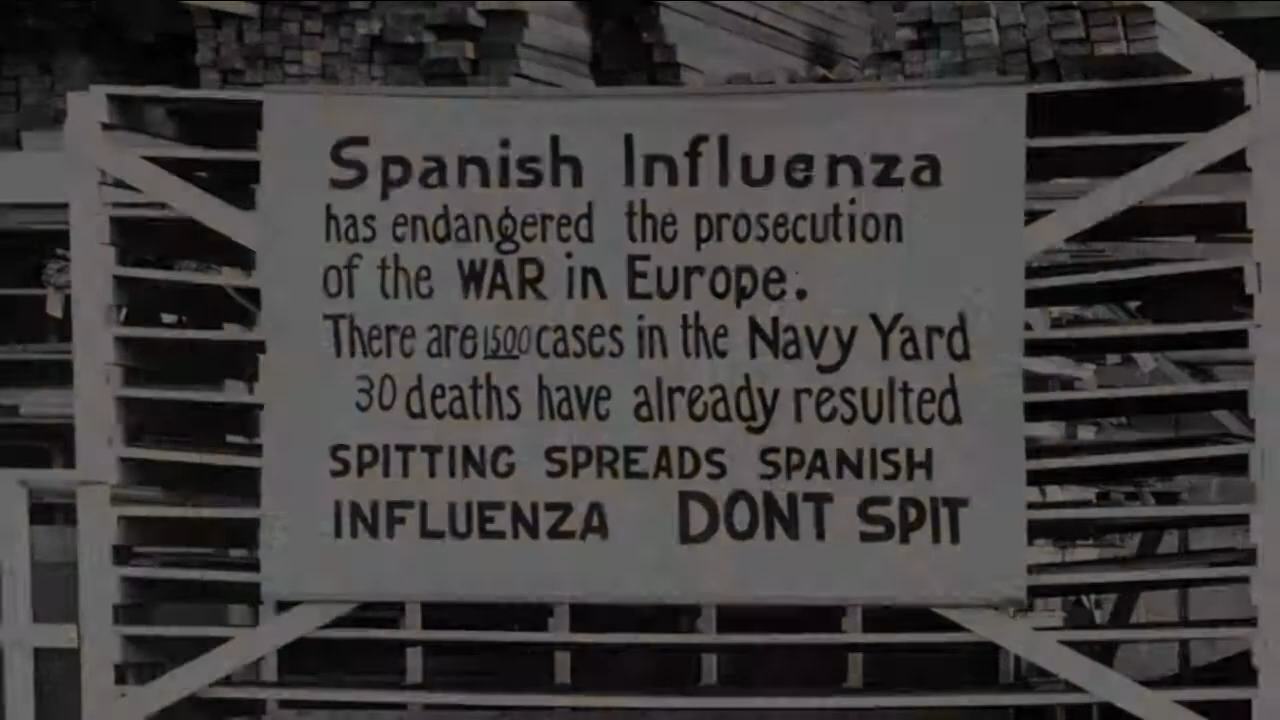 Spanish Influenza
has endangered the prosecution
of the WAR in Europe.
There are 1500 cases in the Navy Yard
30 deaths have already resulted
SPITTING SPREADS SPANISH
INFLUENZA DONT SPIT